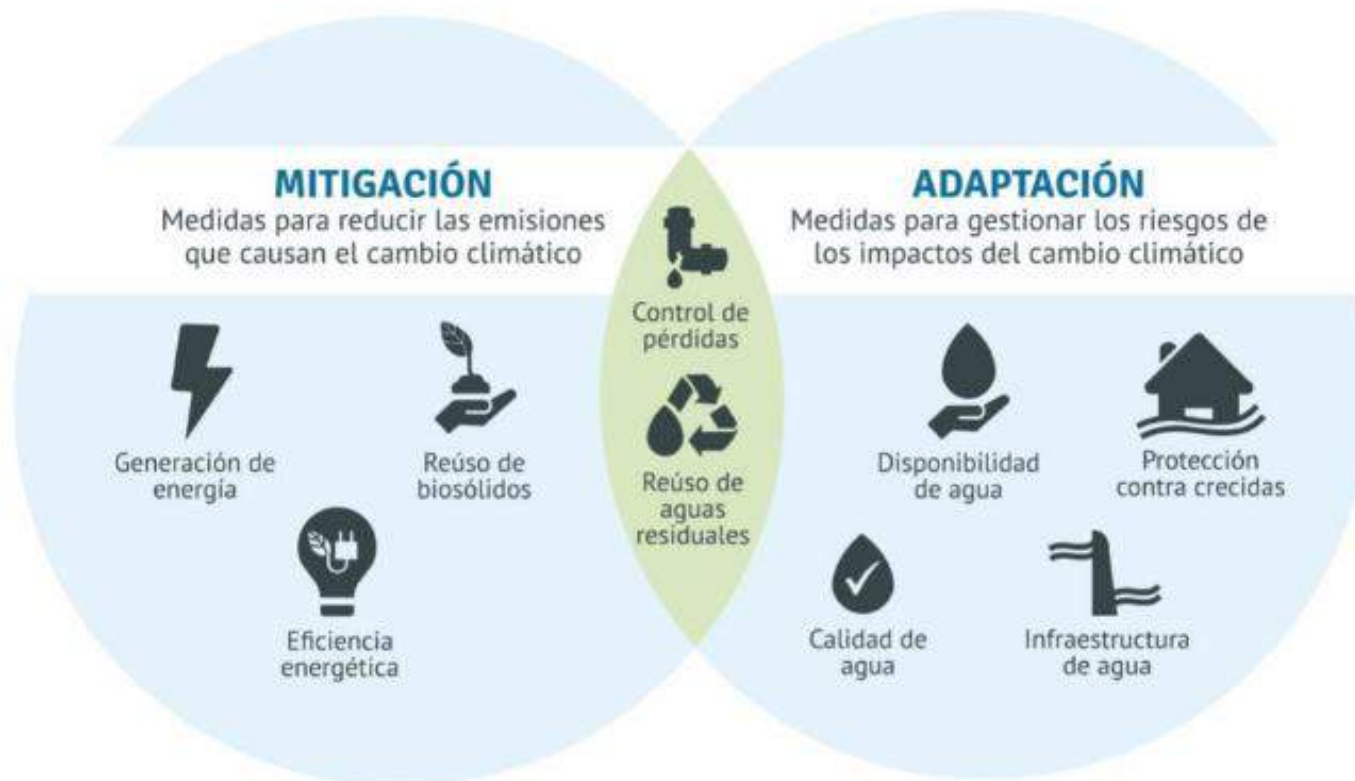 MITIGACIÓN
Medidas para reducir las emisiones
que causan el cambio climático
Generación de
energía
Reúso de
biosólidos
Eficiencia
energética
Control de
pérdidas
Reúso de
aguas
residuales
ADAPTACIÓN
Medidas para gestionar los riesgos de
los impactos del cambio climático
Disponibilidad
de agua
Protección
contra crecidas
Calidad de
agua
Infraestructura
de agua